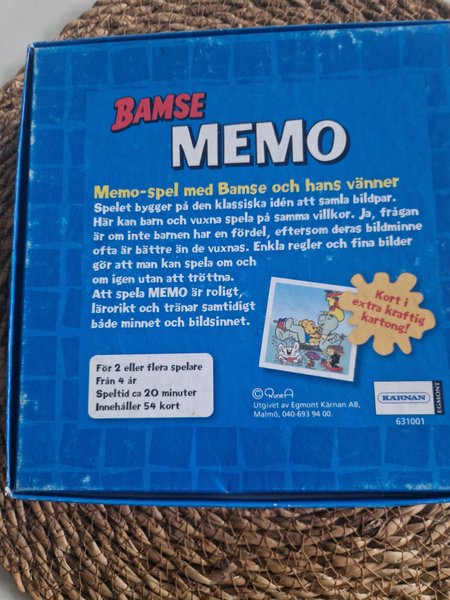 BAMSE
MEMO
Memo-spel med Bamse och hans vänner
Spelet bygger på den klassiska idén att samla bildpar.
Här kan barn och vuxna spela på samma villkor. Ja, frågan
är om inte barnen har en fördel, eftersom deras bildminne
ofta är bättre än de vuxnas. Enkla regler och fina bilder
gör att man kan spela om och
om igen utan att tröttna.
Att spela MEMO är roligt,
lärorikt och tränar samtidigt
både minnet och bildsinnet.
Kort i
extra kraftig
kartong!
För 2 eller flera spelare
Från 4 år
Speltid ca 20 minuter
Innehåller 54 kort
© Rune A
Utgivet av Egmont Kärnan AB,
Malmö, 040-693 94 00.
KÄRNAN
EGMONT
631001